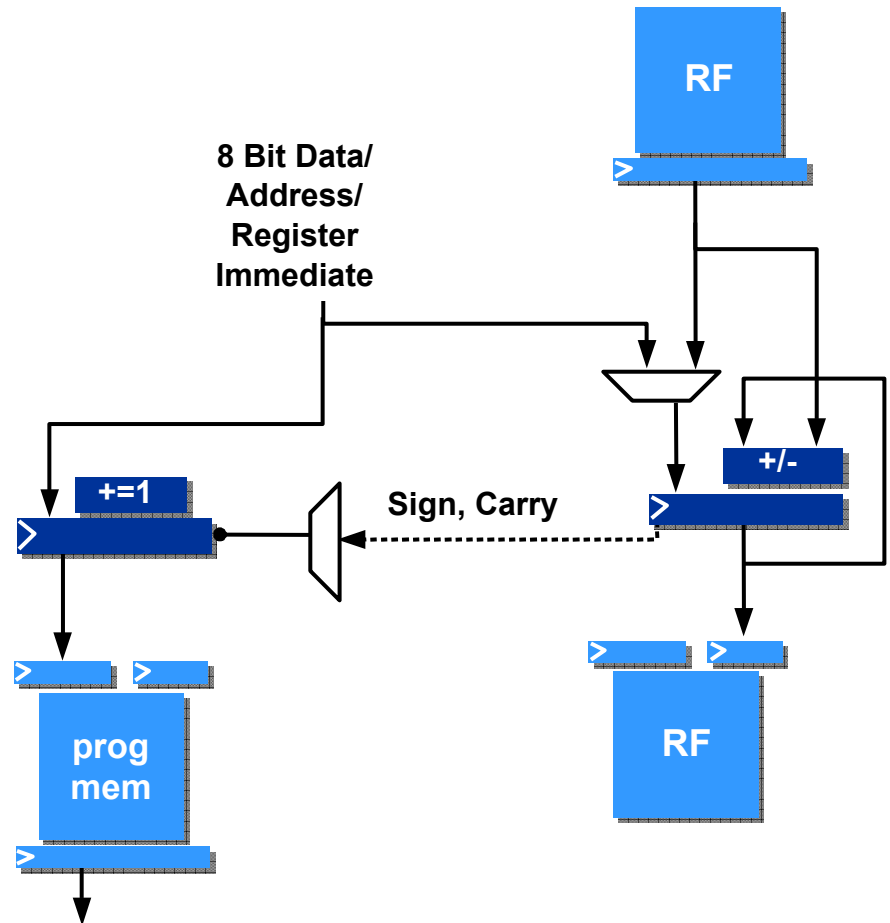 RF
8 Bit Data/
Address/
Register
Immediate
+/-
+=1
Sign, Carry
prog
mem
RF